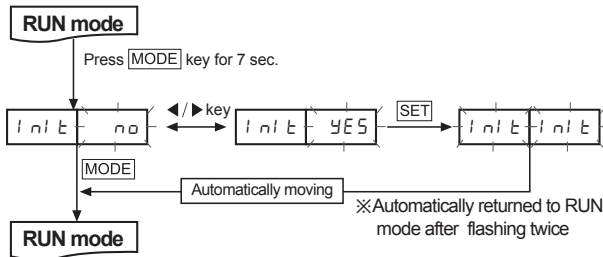 RUN mode
Press MODE key for 7 sec.
InIt no ◀/▶ key InIt YES SET InIt InIt
MODE
Automatically moving
※Automatically returned to RUN
mode after flashing twice
RUN mode